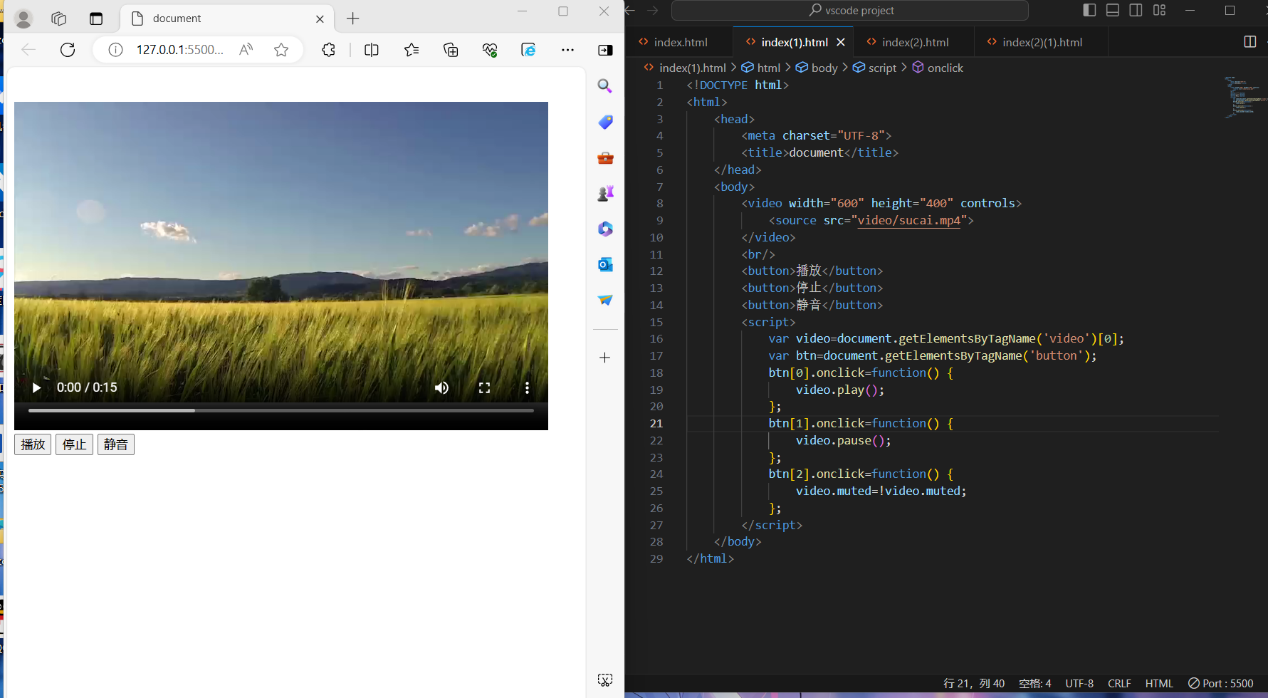 document
127.0.0.1:5500...
0:00 / 0:15
播放 停止 静音
vscode project
index.html index(1).html index(2).html index(2)(1).html
index(1).html > html > body > script > onclick
1 <!DOCTYPE html>
2 <html>
3 <head>
4 <meta charset="UTF-8">
5 <title>document</title>
6 </head>
7 <body>
8 <video width="600" height="400" controls>
9 <source src="video/sucai.mp4">
10 </video>
11 <br/>
12 <button>播放</button>
13 <button>停止</button>
14 <button>静音</button>
15 <script>
16 var video=document.getElementsByTagName('video')[0];
17 var btn=document.getElementsByTagName('button');
18 btn[0].onclick=function() {
19 video.play();
20 };
21 btn[1].onclick=function() {
22 video.pause();
23 };
24 btn[2].onclick=function() {
25 video.muted=!video.muted;
26 };
27 </script>
28 </body>
29 </html>
行 21，列 40 空格: 4 UTF-8 CRLF HTML Port : 5500